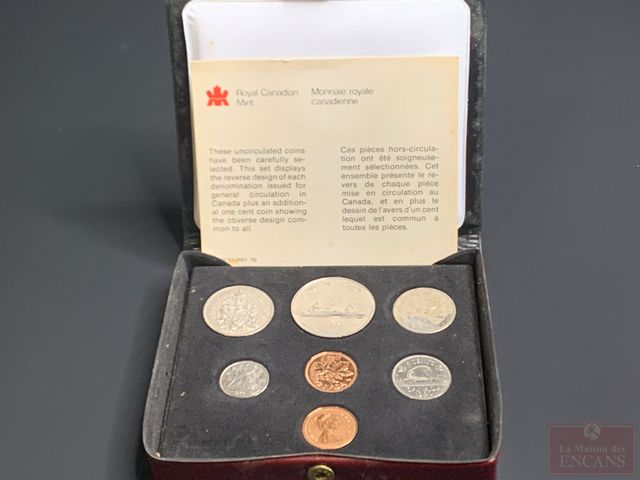 Royal Canadian
Mint
Monnaie royale
canadienne
These uncirculated coins
have been carefully se-
lected. This set displays
the reverse design of each
denomination issued for
general circulation in
Canada plus an addition-
al one cent coin showing
the obverse design com-
mon to all.
Ces pièces hors-circula-
tion ont été soigneuse-
ment sélectionnées. Cet
ensemble présente le re-
vers de chaque pièce
mise en circulation au
Canada, et en plus le
dessin de l'avers d'un cent
lequel est commun à
toutes les pièces.
La Maison des
ENCANS